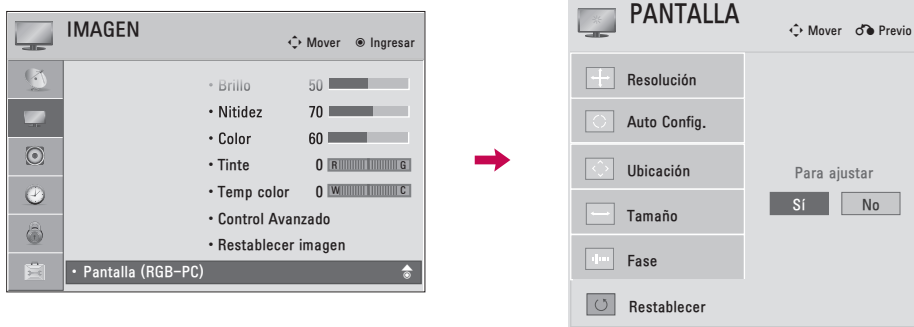 IMAGEN
Mover Ingresar
• Brillo 50
• Nitidez 70
• Color 60
• Tinte 0 R G
• Temp color 0 W C
• Control Avanzado
• Restablecer imagen
• Pantalla (RGB-PC)
PANTALLA
Mover Previo
Resolución
Auto Config.
Ubicación
Tamaño
Fase
Restablecer
Para ajustar
Sí No